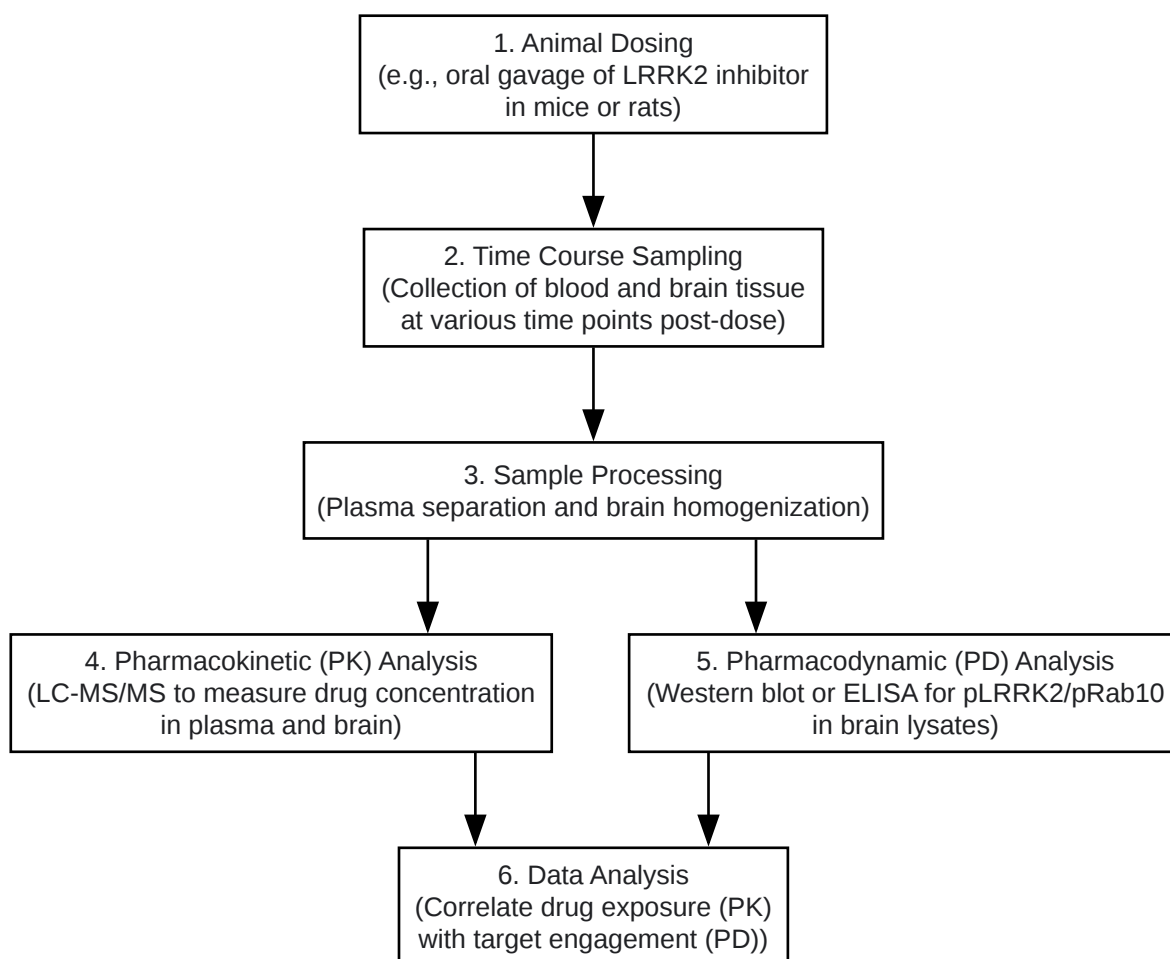 1. Animal Dosing
(e.g., oral gavage of LRRK2 inhibitor
in mice or rats)
2. Time Course Sampling
(Collection of blood and brain tissue
at various time points post-dose)
3. Sample Processing
(Plasma separation and brain homogenization)
4. Pharmacokinetic (PK) Analysis
(LC-MS/MS to measure drug concentration
in plasma and brain)
5. Pharmacodynamic (PD) Analysis
(Western blot or ELISA for pLRRK2/pRab10
in brain lysates)
6. Data Analysis
(Correlate drug exposure (PK)
with target engagement (PD))